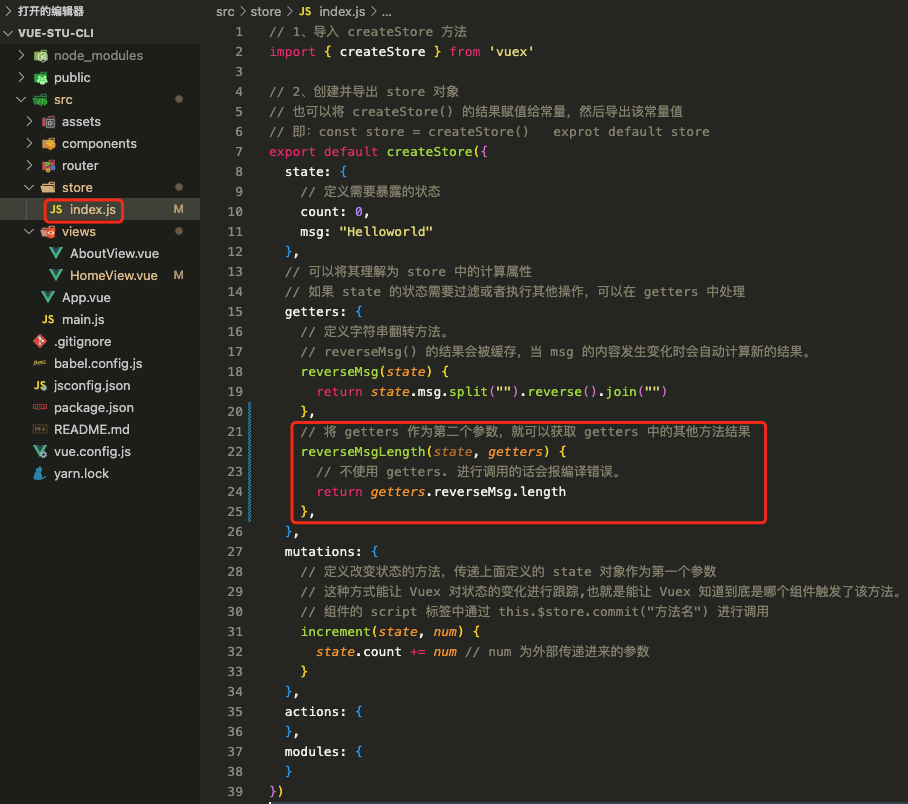 打开的编辑器
VUE-STU-CLI
node_modules
public
src
assets
components
router
store
JS index.js M
views
AboutView.vue
HomeView.vue M
App.vue
JS main.js
.gitignore
babel.config.js
JS jsconfig.json
package.json
README.md
vue.config.js
yarn.lock
src > store > JS index.js > ...
1 // 1、导入 createStore 方法
2 import { createStore } from 'vuex'
3
4 // 2、创建并导出 store 对象
5 // 也可以将 createStore() 的结果赋值给常量，然后导出该常量值
6 // 即：const store = createStore()   exprot default store
7 export default createStore({
8   state: {
9     // 定义需要暴露的状态
10     count: 0,
11     msg: "Helloworld"
12   },
13   // 可以将其理解为 store 中的计算属性
14   // 如果 state 的状态需要过滤或者执行其他操作，可以在 getters 中处理
15   getters: {
16     // 定义字符串翻转方法。
17     // reverseMsg() 的结果会被缓存，当 msg 的内容发生变化时会自动计算新的结果。
18     reverseMsg(state) {
19       return state.msg.split("").reverse().join("")
20     },
21     // 将 getters 作为第二个参数，就可以获取 getters 中的其他方法结果
22     reverseMsgLength(state, getters) {
23       // 不使用 getters. 进行调用的话会报编译错误。
24       return getters.reverseMsg.length
25     },
26   },
27   mutations: {
28     // 定义改变状态的方法，传递上面定义的 state 对象作为第一个参数
29     // 这种方式能让 Vuex 对状态的变化进行跟踪,也就是能让 Vuex 知道到底是哪个组件触发了该方法。
30     // 组件的 script 标签中通过 this.$store.commit("方法名") 进行调用
31     increment(state, num) {
32       state.count += num // num 为外部传递进来的参数
33     }
34   },
35   actions: {
36   },
37   modules: {
38   }
39 })